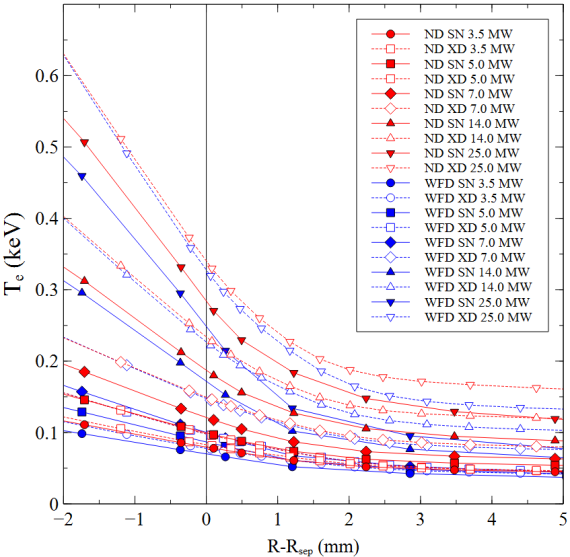 T_e (keV)
0.6
0.5
0.4
0.3
0.2
0.1
0
−2
−1
0
1
2
3
4
5
R-R_sep (mm)
ND SN 3.5 MW
ND XD 3.5 MW
ND SN 5.0 MW
ND XD 5.0 MW
ND SN 7.0 MW
ND XD 7.0 MW
ND SN 14.0 MW
ND XD 14.0 MW
ND SN 25.0 MW
ND XD 25.0 MW
WFD SN 3.5 MW
WFD XD 3.5 MW
WFD SN 5.0 MW
WFD XD 5.0 MW
WFD SN 7.0 MW
WFD XD 7.0 MW
WFD SN 14.0 MW
WFD XD 14.0 MW
WFD SN 25.0 MW
WFD XD 25.0 MW